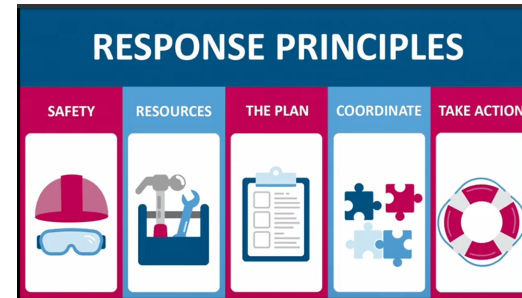 RESPONSE PRINCIPLES
SAFETY
RESOURCES
THE PLAN
COORDINATE
TAKE ACTION